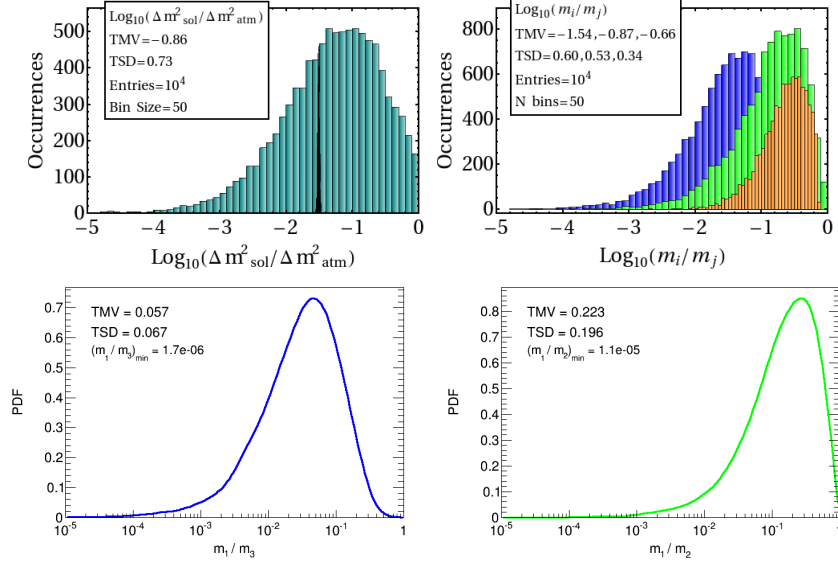 Log₁₀(Δm²sol/Δm²atm)
TMV=−0.86
TSD=0.73
Entries=10⁴
Bin Size=50
Occurrences
500
400
300
200
100
0
−5 −4 −3 −2 −1 0
Log₁₀(Δm²sol/Δm²atm)
Log₁₀(mᵢ/mⱼ)
TMV=−1.54,−0.87,−0.66
TSD=0.60,0.53,0.34
Entries=10⁴
N bins=50
Occurrences
800
600
400
200
0
−5 −4 −3 −2 −1 0
Log₁₀(mᵢ/mⱼ)
TMV = 0.057
TSD = 0.067
(m₁/m₃)min = 1.7e-06
PDF
0.7
0.6
0.5
0.4
0.3
0.2
0.1
0
10⁻⁵ 10⁻⁴ 10⁻³ 10⁻² 10⁻¹ 1
m₁ / m₃
TMV = 0.223
TSD = 0.196
(m₁/m₂)min = 1.1e-05
PDF
0.8
0.7
0.6
0.5
0.4
0.3
0.2
0.1
0
10⁻⁵ 10⁻⁴ 10⁻³ 10⁻² 10⁻¹ 1
m₁ / m₂